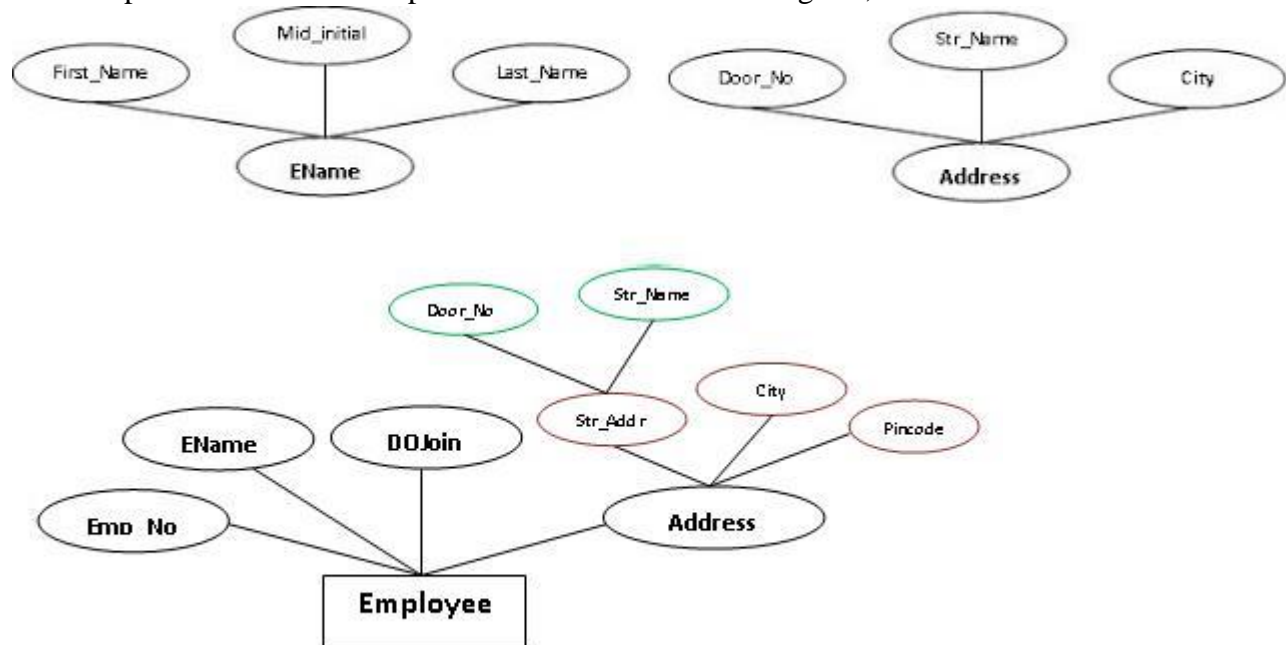 Mid_initial
First_Name
Last_Name
EName
Str_Name
Door_No
City
Address
Door_No
Str_Name
Str_Addr
City
Pincode
EName
DOJoin
Emp_No
Address
Employee